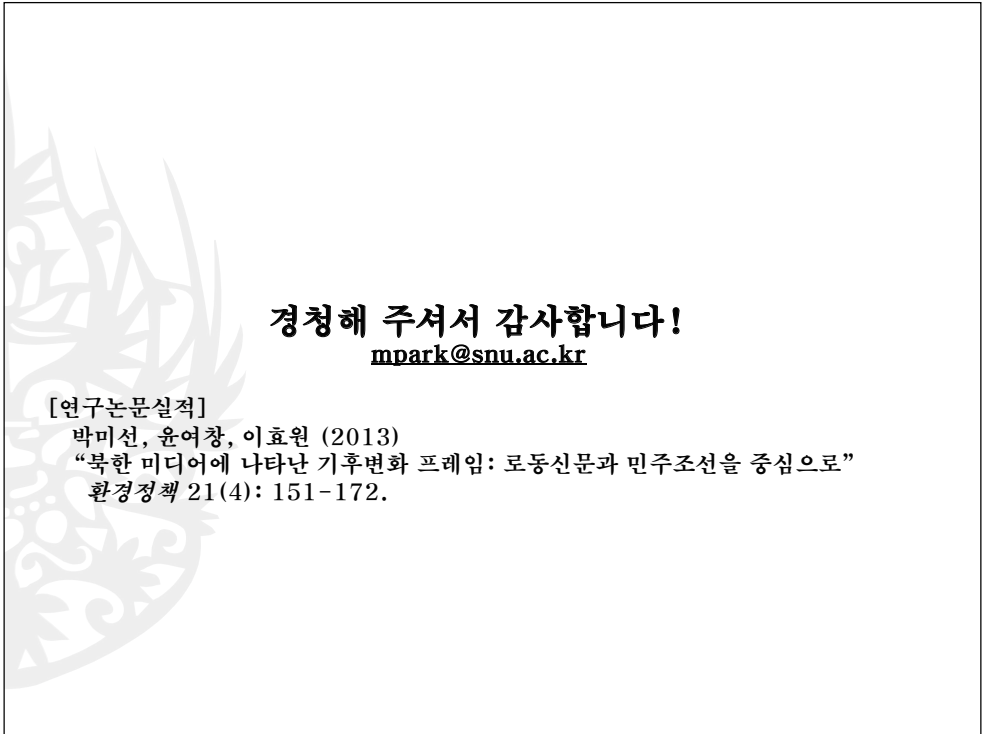 경청해 주셔서 감사합니다!
mpark@snu.ac.kr
[연구논문실적]
박미선, 윤여창, 이효원 (2013)
“북한 미디어에 나타난 기후변화 프레임: 로동신문과 민주조선을 중심으로”
환경정책 21(4): 151-172.